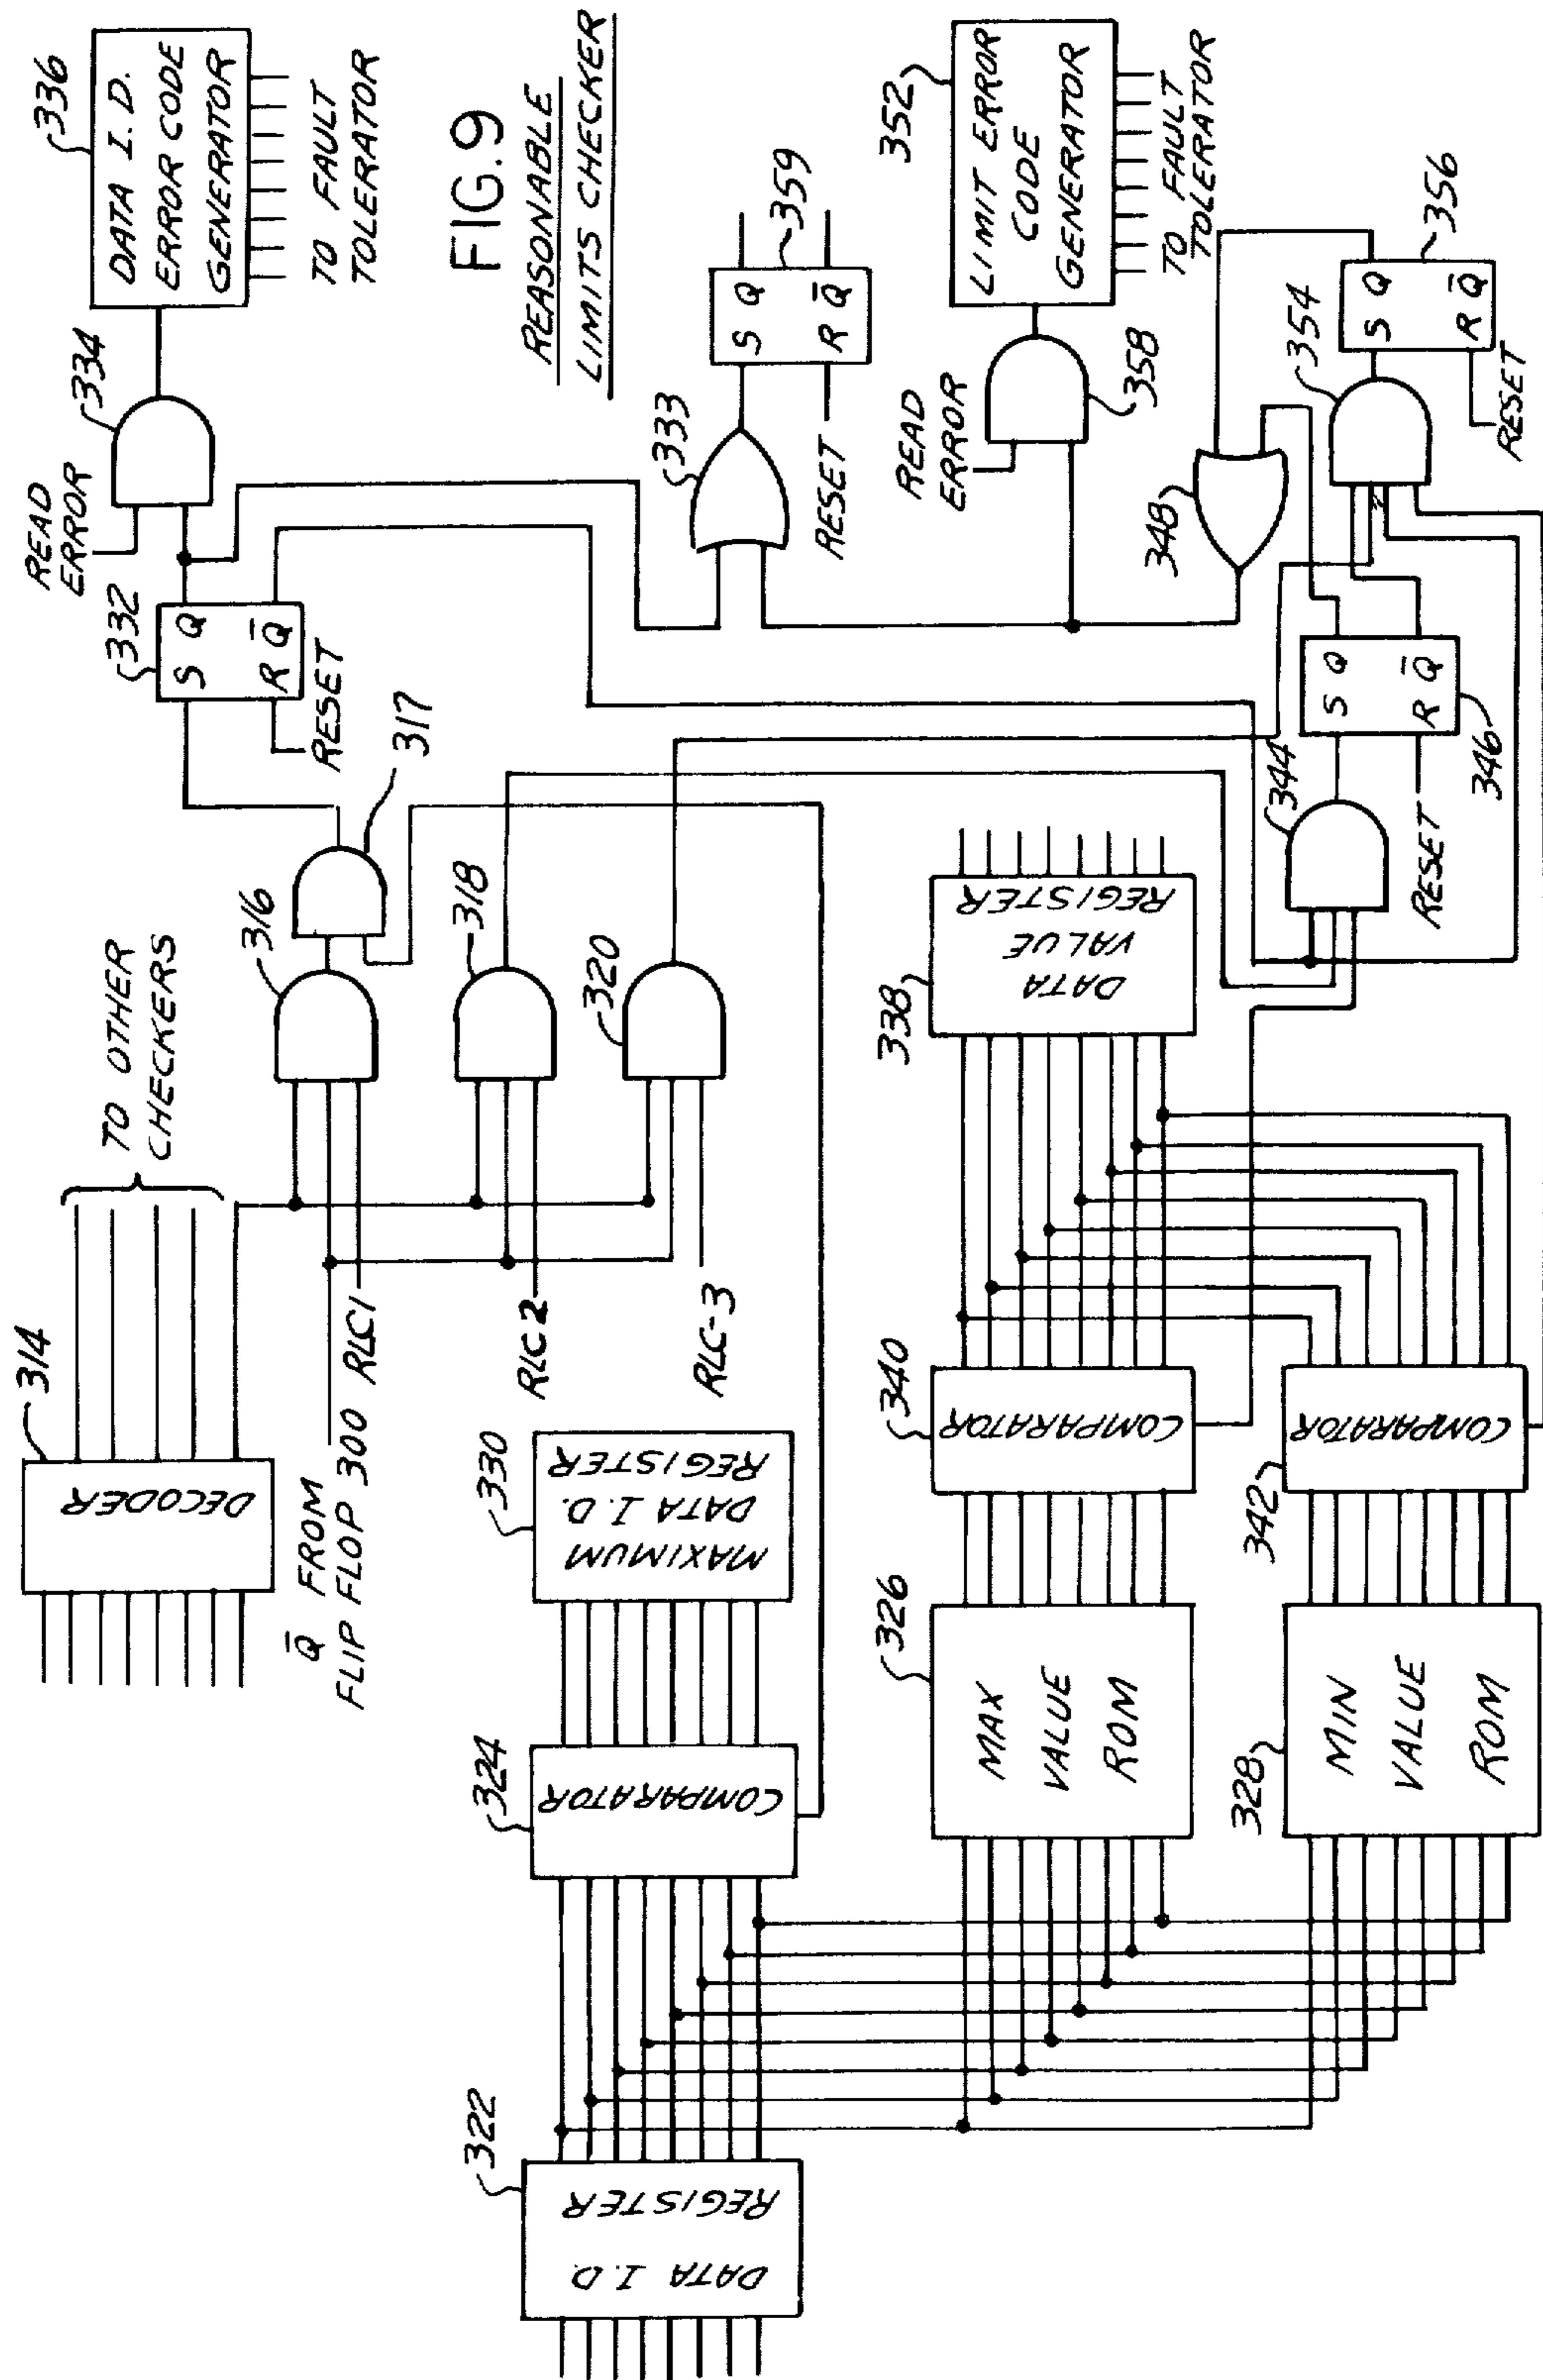 FIG.9
REASONABLE
LIMITS CHECKER
314
DECODER
TO OTHER
CHECKERS
Q̅ FROM
FLIP FLOP 300
RLC1
RLC2
RLC-3
316
317
318
320
RESET
332
S Q
R Q̅
READ
ERROR
334
336
DATA I.D.
ERROR CODE
GENERATOR
TO FAULT
TOLERATOR
322
DATA I.D
REGISTER
324
COMPARATOR
330
MAXIMUM
DATA I.D.
REGISTER
333
RESET
S Q
R Q̅
359
326
MAX
VALUE
ROM
340
COMPARATOR
338
DATA
VALUE
REGISTER
READ
ERROR
358
352
LIMIT ERROR
CODE
GENERATOR
TO FAULT
TOLERATOR
328
MIN
VALUE
ROM
342
COMPARATOR
344
RESET
S Q
R Q̅
346
348
354
S Q
R Q̅
RESET
356